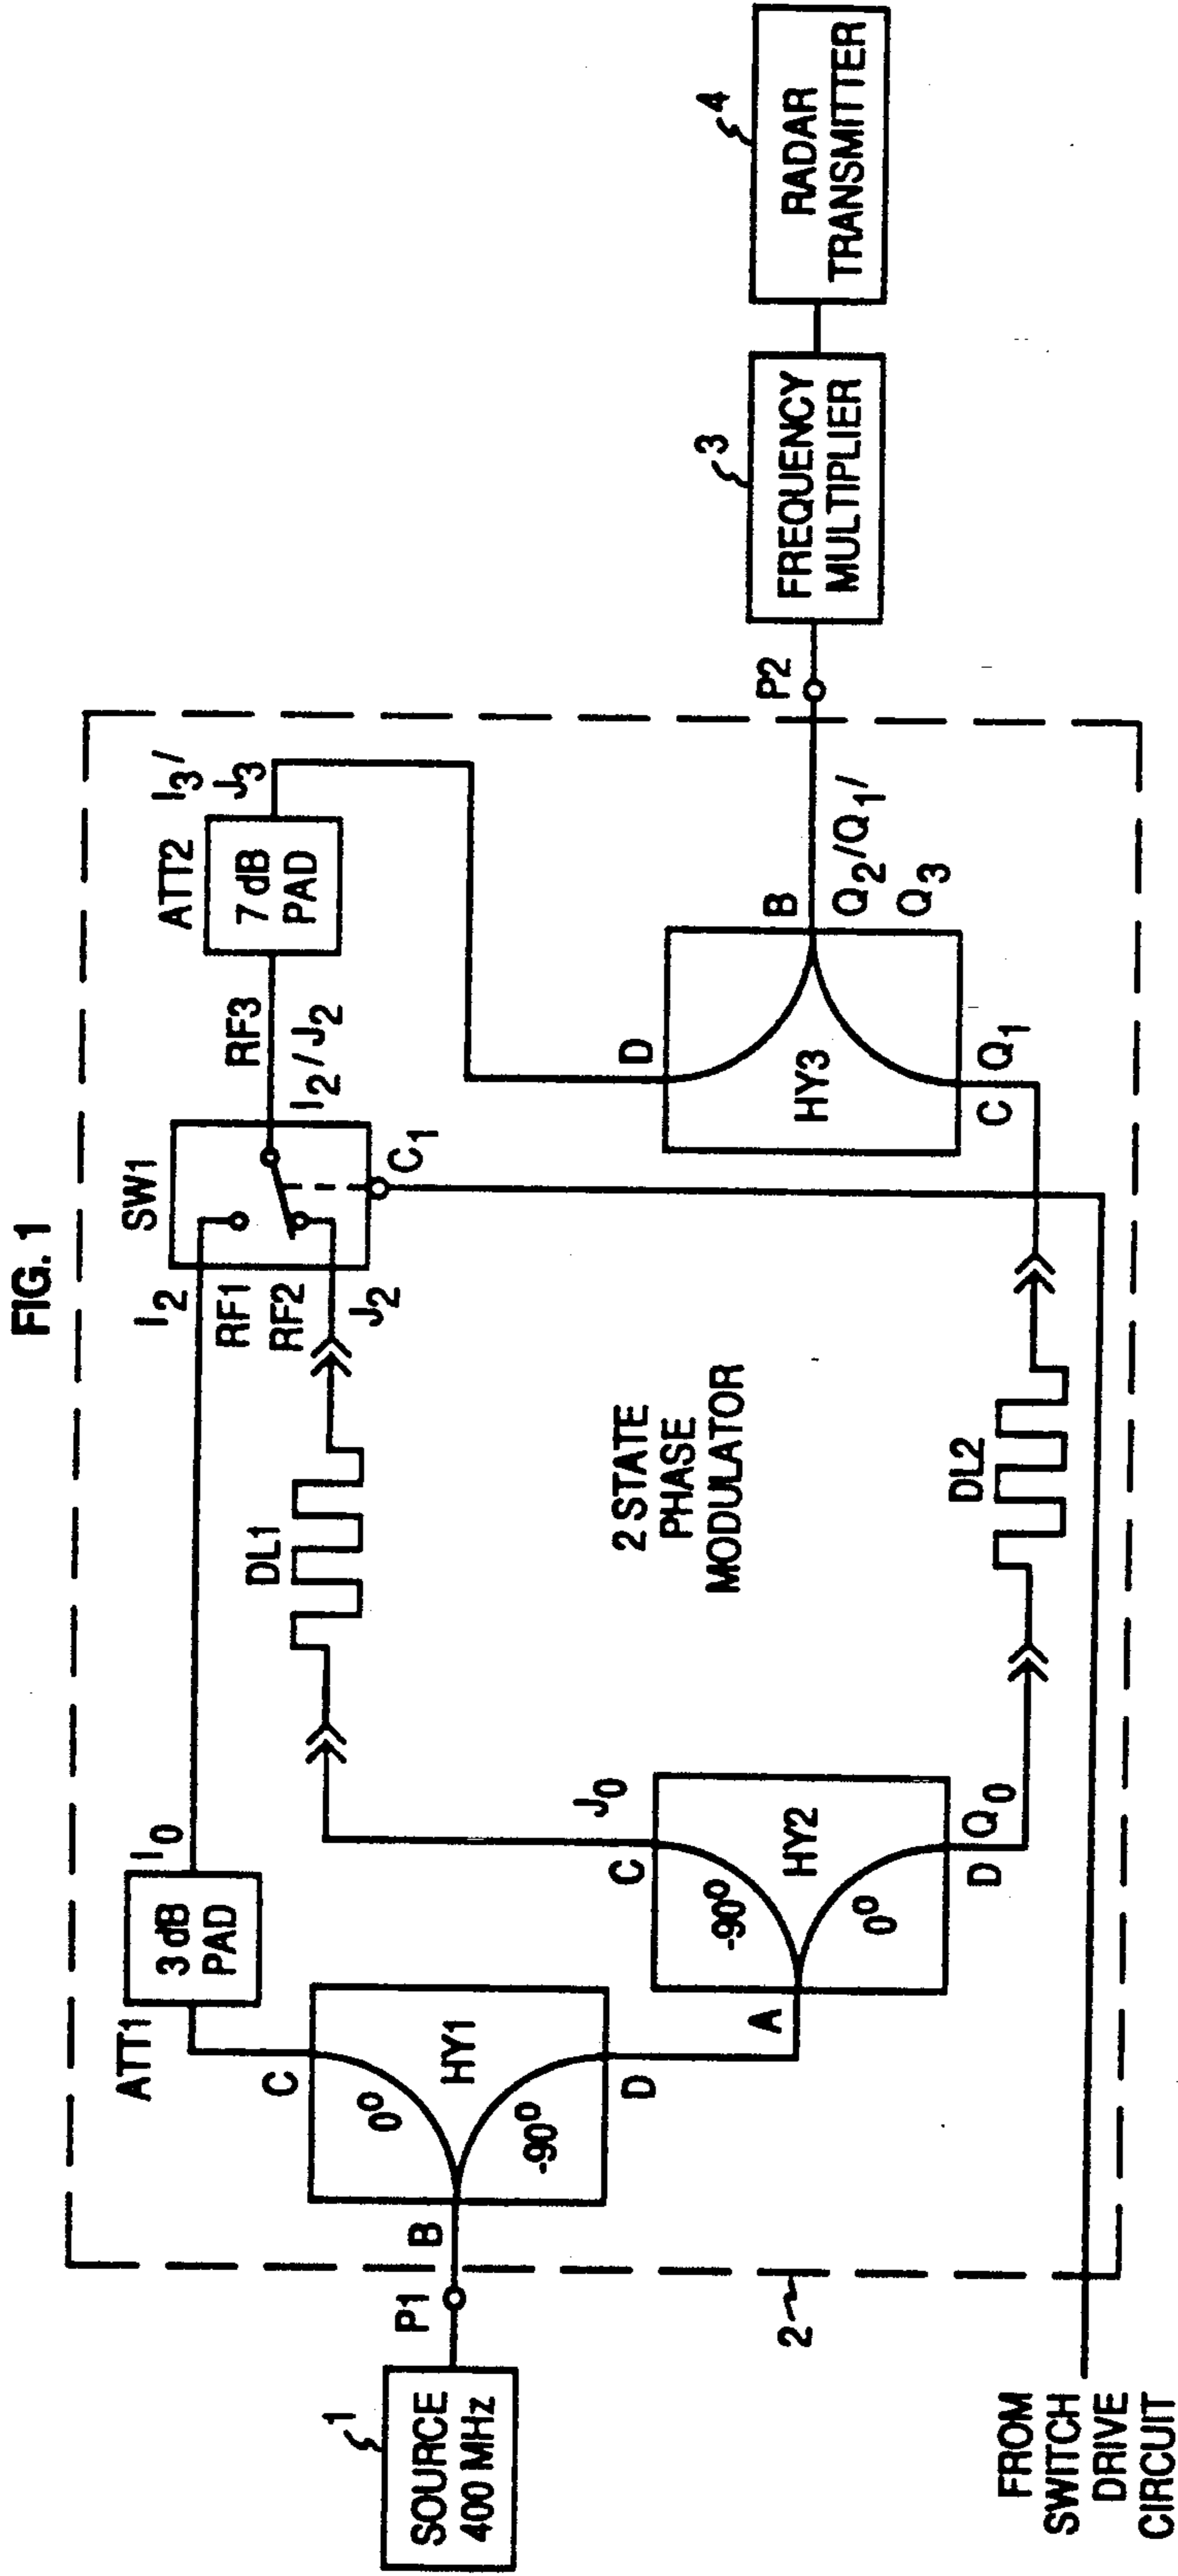 FIG. 1
SOURCE
400 MHz
1
P1
B
HY1
0°
-90°
C
D
ATT1
3 dB
PAD
I0
A
HY2
-90°
0°
C
J0
D
Q0
DL1
DL2
2 STATE
PHASE
MODULATOR
I2
RF1
RF2
J2
SW1
C1
RF3
I2/J2
ATT2
7 dB
PAD
I3/
J3
D
HY3
C
Q1
B
Q2/Q1/
Q3
P2
FREQUENCY
MULTIPLIER
3
RADAR
TRANSMITTER
4
2
FROM
SWITCH
DRIVE
CIRCUIT